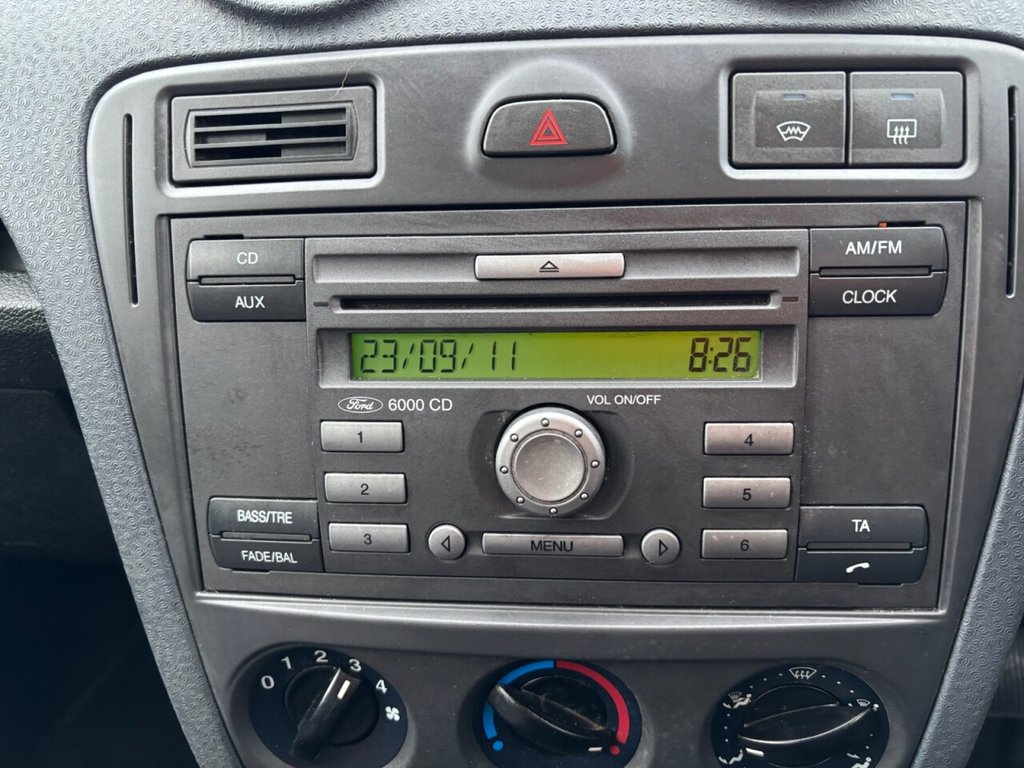 CD
AM/FM
AUX
CLOCK
23/09/11 8:26
Ford 6000 CD
VOL ON/OFF
1
4
2
5
BASS/TRE
3
MENU
6
TA
FADE/BAL
0 1 2 3 4